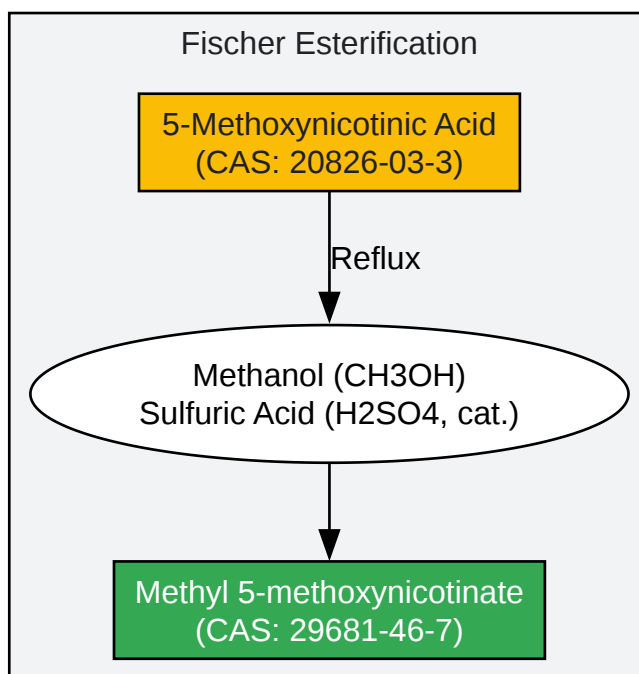 Fischer Esterification
5-Methoxynicotinic Acid
(CAS: 20826-03-3)
Reflux
Methanol (CH3OH)
Sulfuric Acid (H2SO4, cat.)
Methyl 5-methoxynicotinate
(CAS: 29681-46-7)